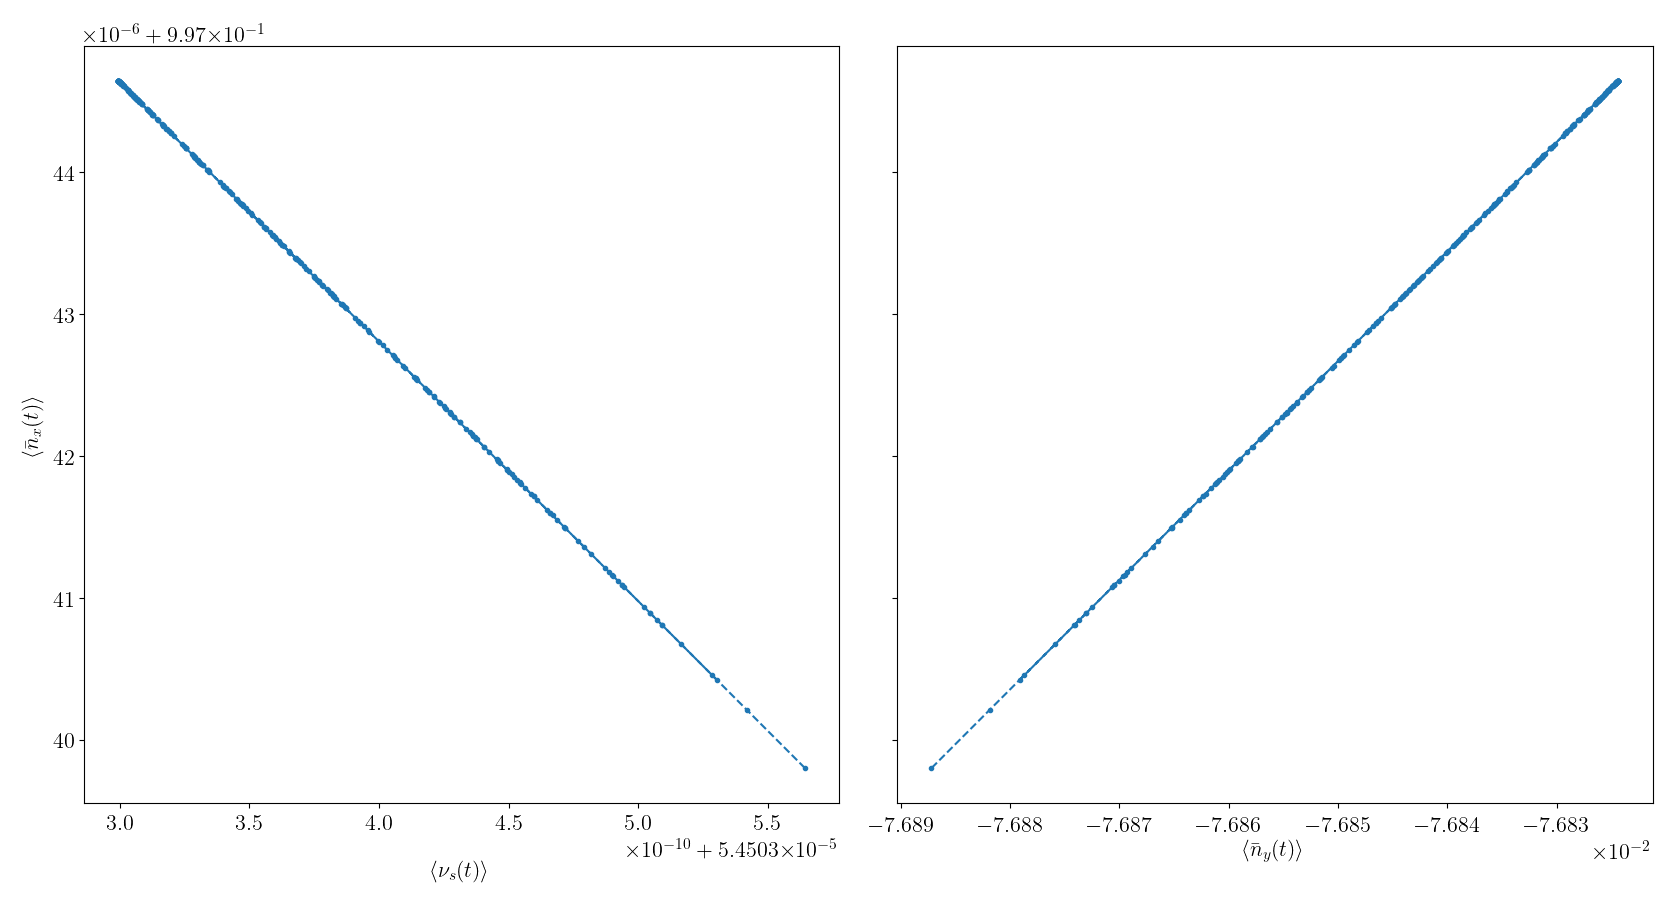 ×10⁻⁶ + 9.97×10⁻¹
44
43
42
41
40
⟨n̄ₓ(t)⟩
3.0 3.5 4.0 4.5 5.0 5.5
×10⁻¹⁰ + 5.4503×10⁻⁵
⟨νₛ(t)⟩
−7.689 −7.688 −7.687 −7.686 −7.685 −7.684 −7.683
×10⁻²
⟨n̄_y(t)⟩